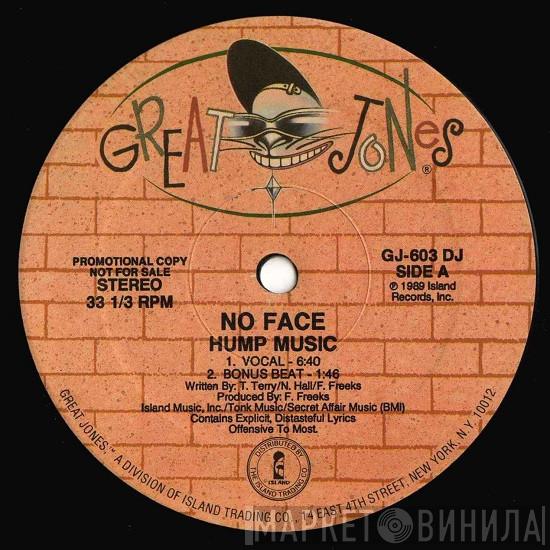 GREAT JONES®
PROMOTIONAL COPY
NOT FOR SALE
STEREO
33 1/3 RPM
GJ-603 DJ
SIDE A
℗ 1989 Island
Records, Inc.
NO FACE
HUMP MUSIC
1. VOCAL - 6:40
2. BONUS BEAT - 1:46
Written By: T. Terry/N. Hall/F. Freeks
Produced By: F. Freeks
Island Music, Inc./Tonk Music/Secret Affair Music (BMI)
Contains Explicit, Distasteful Lyrics
Offensive To Most.
DISTRIBUTED BY
ISLAND
THE ISLAND TRADING CO
GREAT JONES,™ A DIVISION OF ISLAND TRADING CO., 14 EAST 4TH STREET, NEW YORK, N.Y. 10012
МАРКЕТ ВИНИЛА